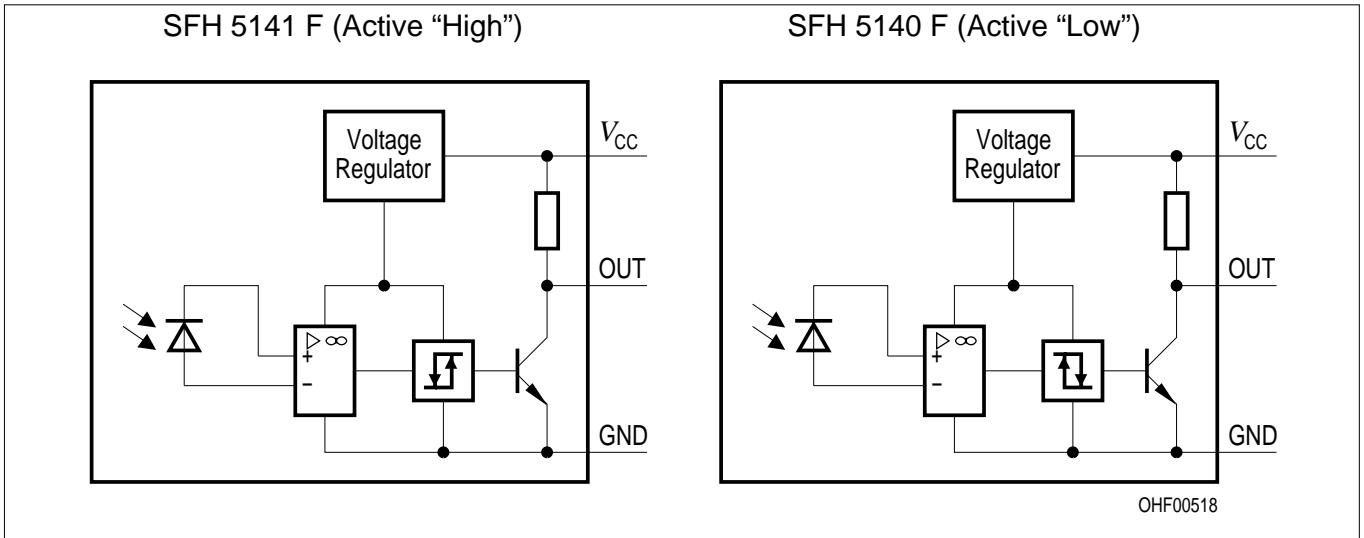 SFH 5141 F (Active “High”)
SFH 5140 F (Active “Low”)
Voltage
Regulator
VCC
OUT
▷ ∞
+
−
GND
Voltage
Regulator
VCC
OUT
▷ ∞
+
−
GND
OHF00518